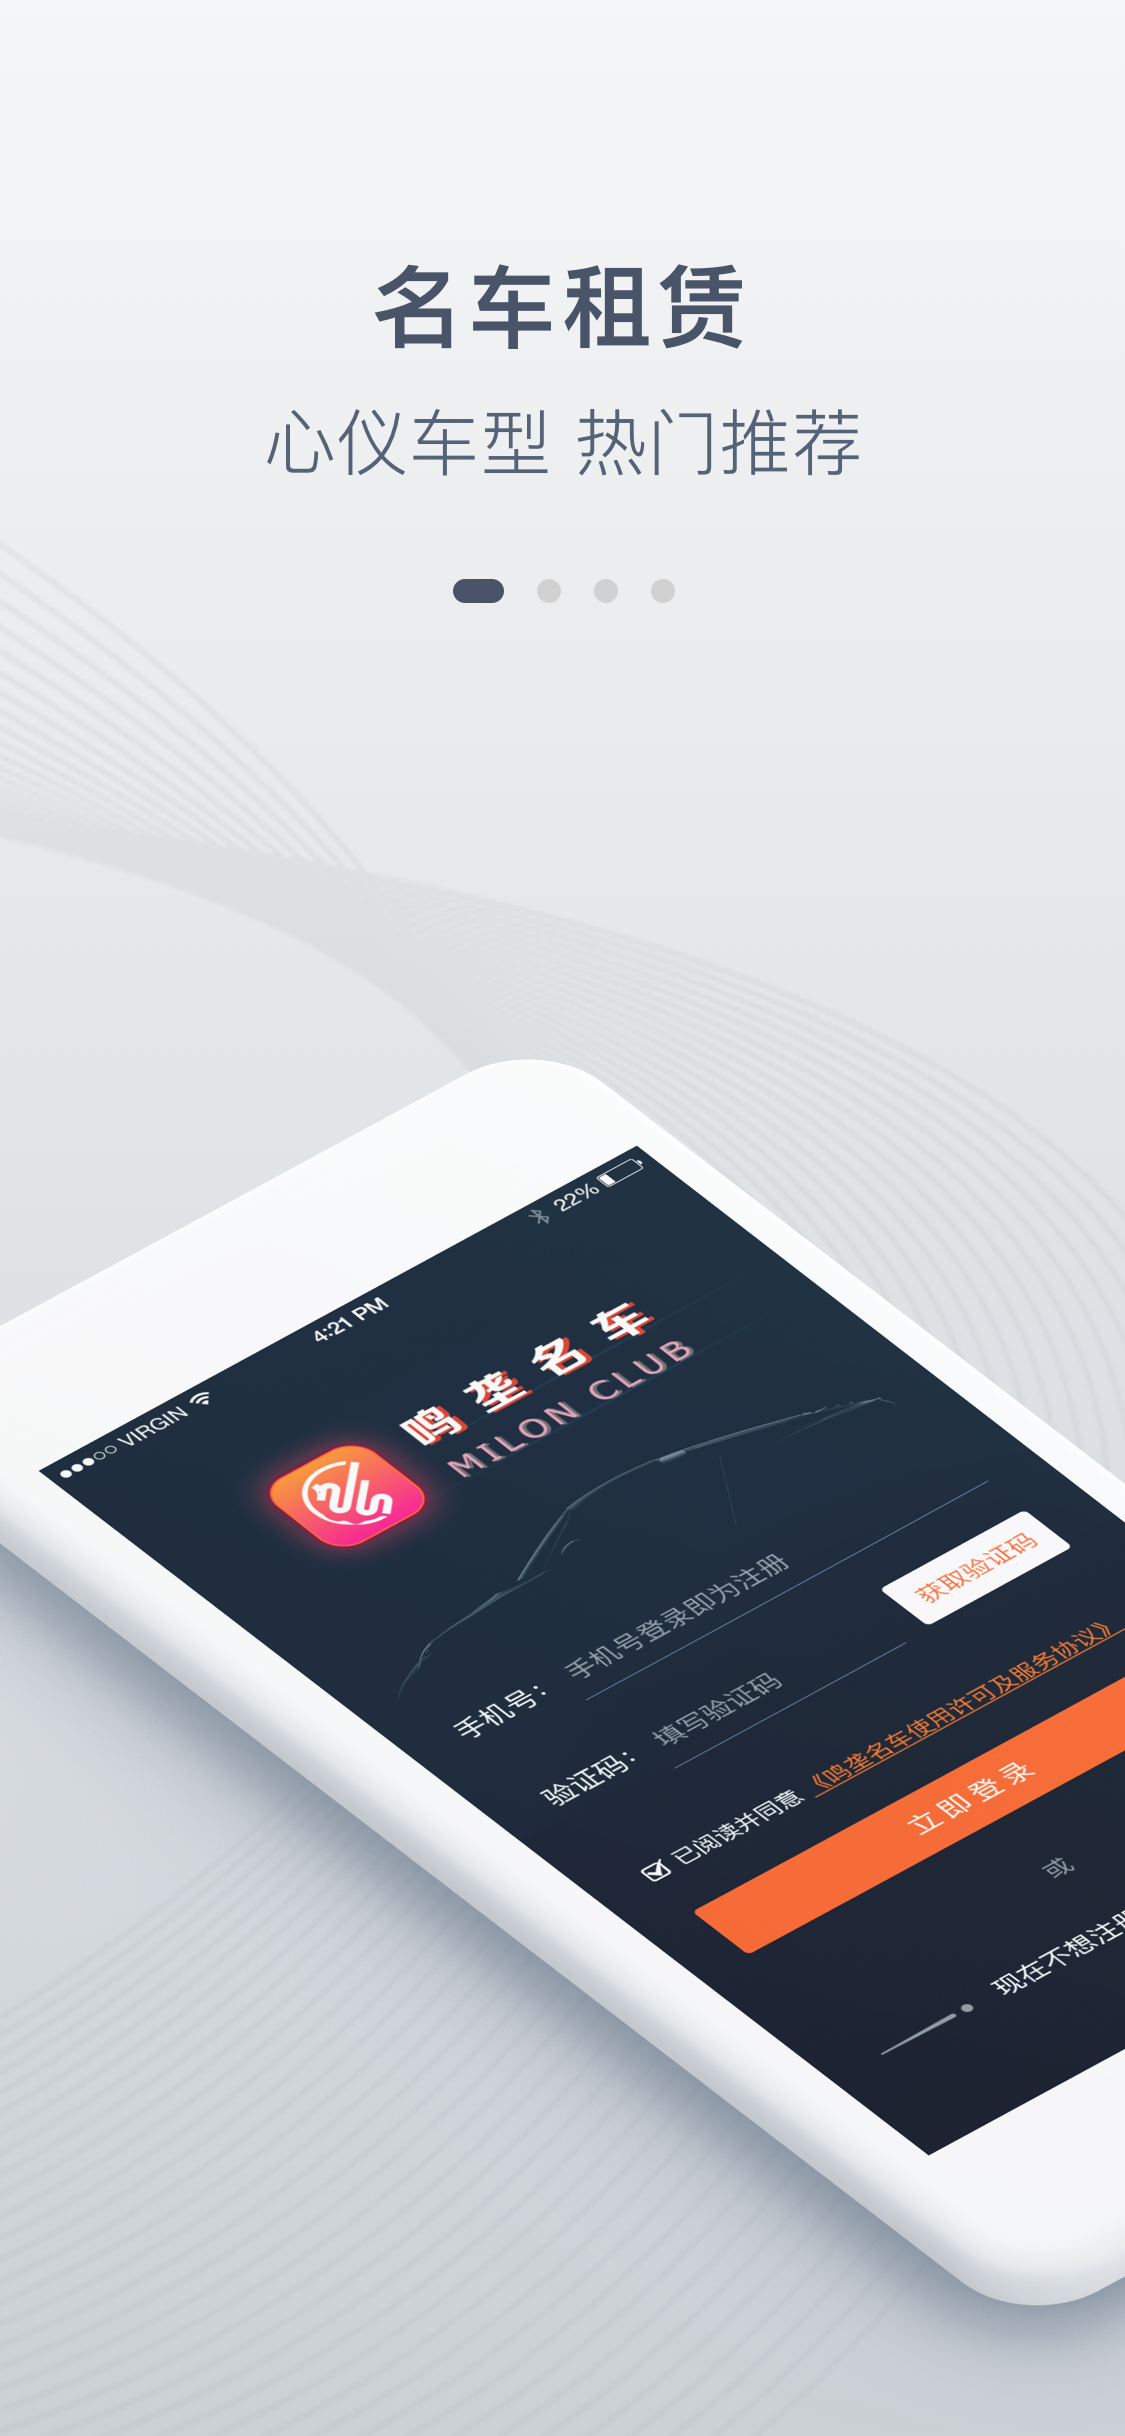 名车租赁
心仪车型 热门推荐
VIRGIN 4:21 PM 22%
鸣垄名车
MILON CLUB
手机号： 手机号登录即为注册
验证码： 填写验证码 获取验证码
已阅读并同意 《鸣垄名车使用许可及服务协议》
立即登录
或
现在不想注册